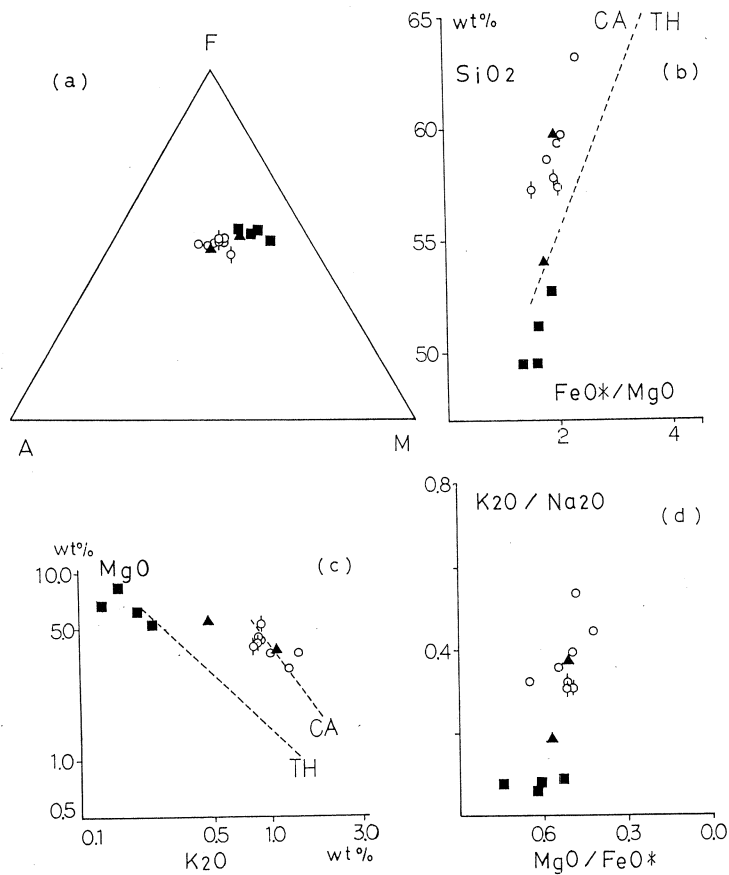 (a)
F
A
M
65
wt%
CA
TH
SiO2
(b)
60
55
50
FeO*/MgO
2
4
wt%
MgO
(c)
10.0
5.0
1.0
0.5
CA
TH
0.1
0.5
1.0
3.0
K2O
wt%
0.8
K2O / Na2O
(d)
0.4
0.6
0.3
0.0
MgO/FeO*